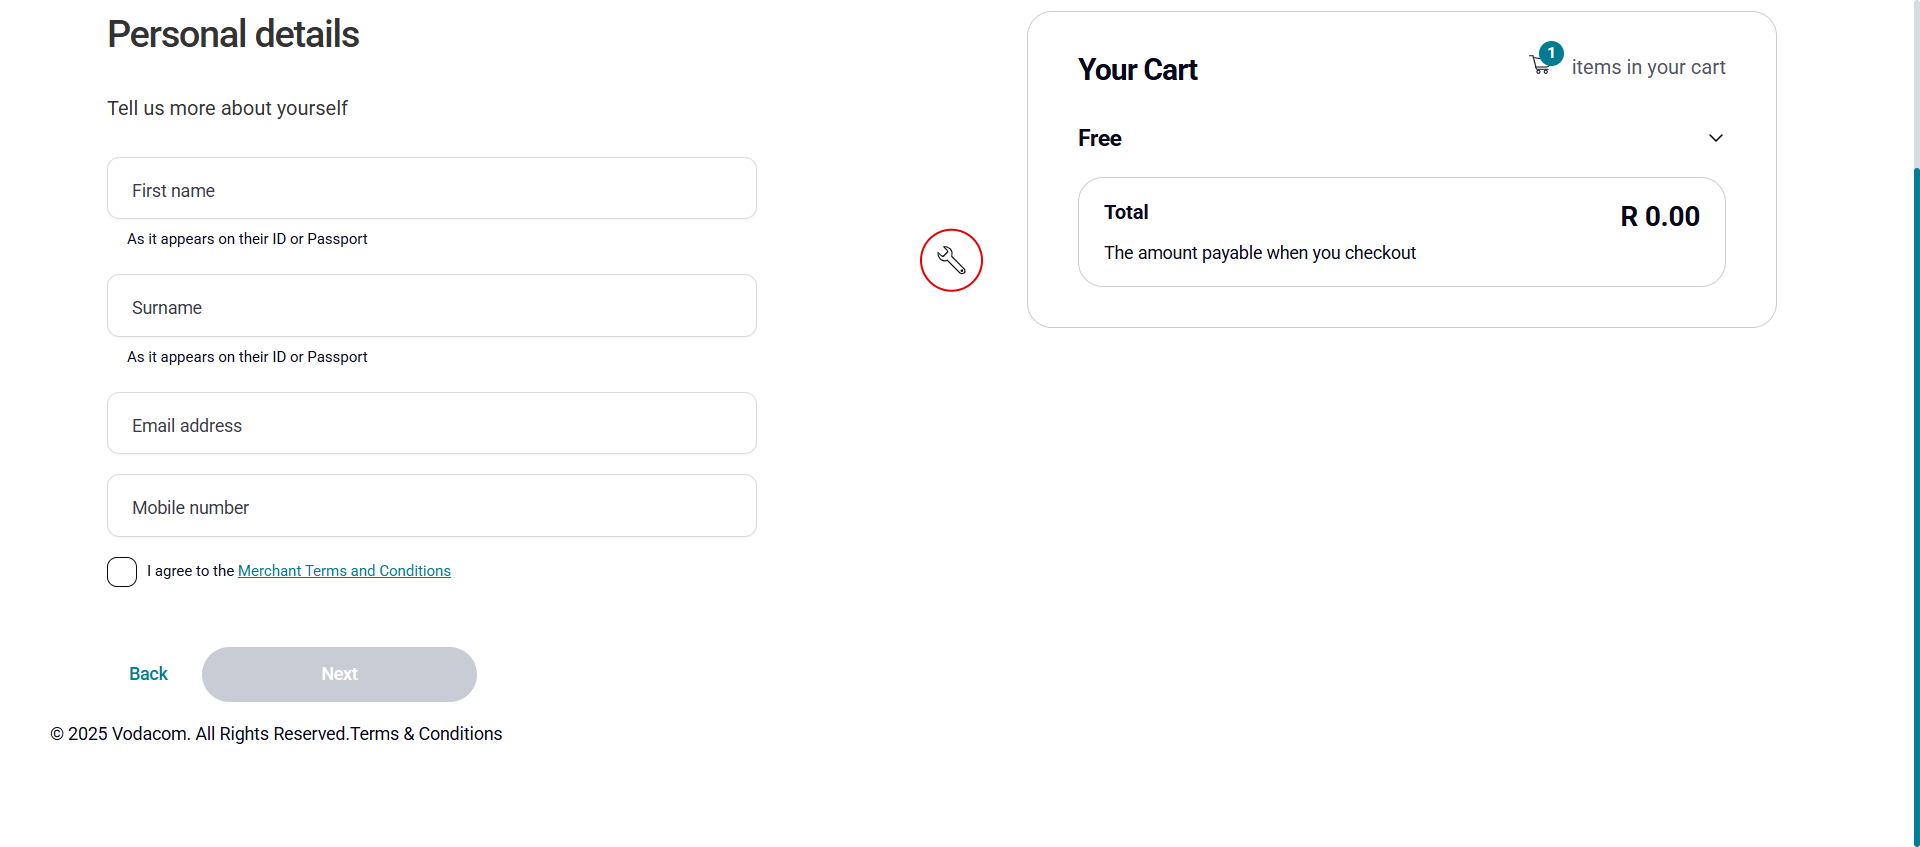 Personal details
Tell us more about yourself
First name
As it appears on their ID or Passport
Surname
As it appears on their ID or Passport
Email address
Mobile number
I agree to the Merchant Terms and Conditions
Back
Next
© 2025 Vodacom. All Rights Reserved.Terms & Conditions
Your Cart
1
items in your cart
Free
Total
R 0.00
The amount payable when you checkout